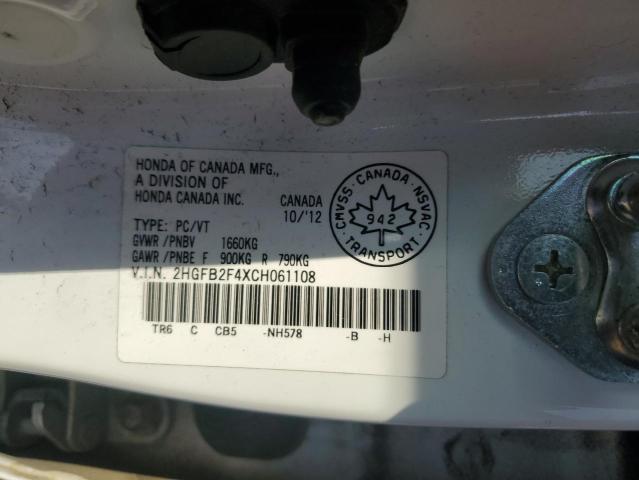 HONDA OF CANADA MFG.,
A DIVISION OF
HONDA CANADA INC.
CANADA
10/'12
TYPE: PC/VT
GVWR/PNBV 1660KG
GAWR/PNBE F 900KG R 790KG
V.I.N. 2HGFB2F4XCH061108
TR6 C CB5 -NH578 -B -H
CMVSS · CANADA · NSVAC
942
TRANSPORT